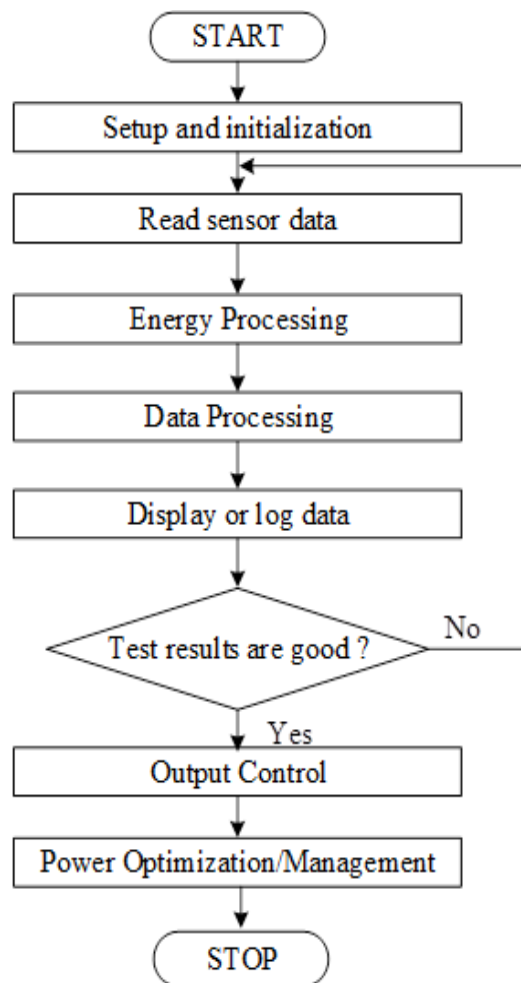 START
Setup and initialization
Read sensor data
Energy Processing
Data Processing
Display or log data
Test results are good ?
No
Yes
Output Control
Power Optimization/Management
STOP